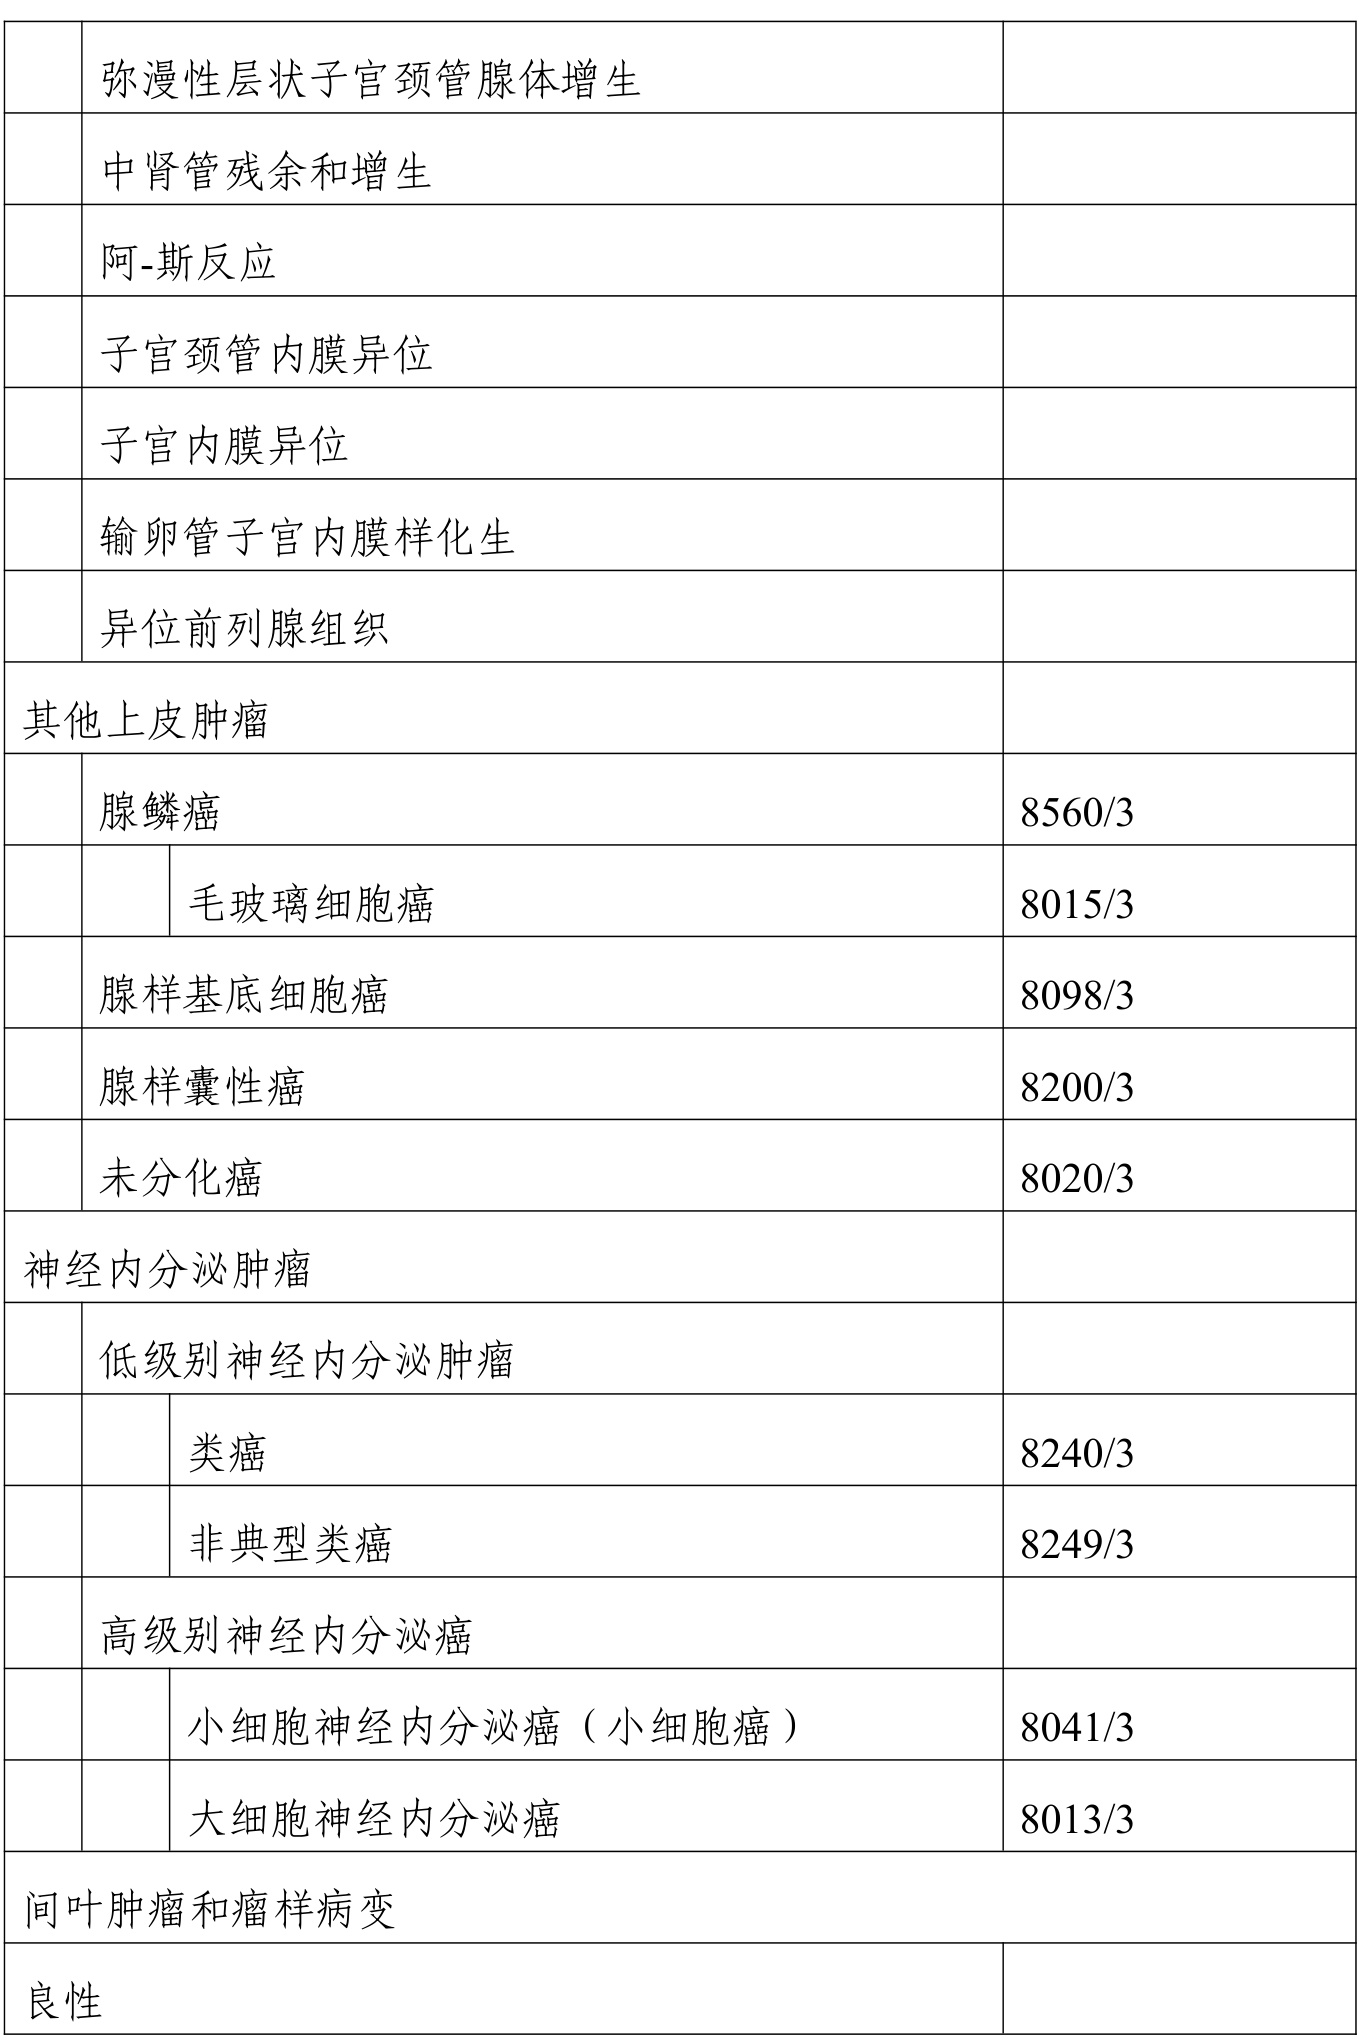 弥漫性层状子宫颈管腺体增生
中肾管残余和增生
阿-斯反应
子宫颈管内膜异位
子宫内膜异位
输卵管子宫内膜样化生
异位前列腺组织
其他上皮肿瘤
腺鳞癌 8560/3
毛玻璃细胞癌 8015/3
腺样基底细胞癌 8098/3
腺样囊性癌 8200/3
未分化癌 8020/3
神经内分泌肿瘤
低级别神经内分泌肿瘤
类癌 8240/3
非典型类癌 8249/3
高级别神经内分泌癌
小细胞神经内分泌癌（小细胞癌） 8041/3
大细胞神经内分泌癌 8013/3
间叶肿瘤和瘤样病变
良性